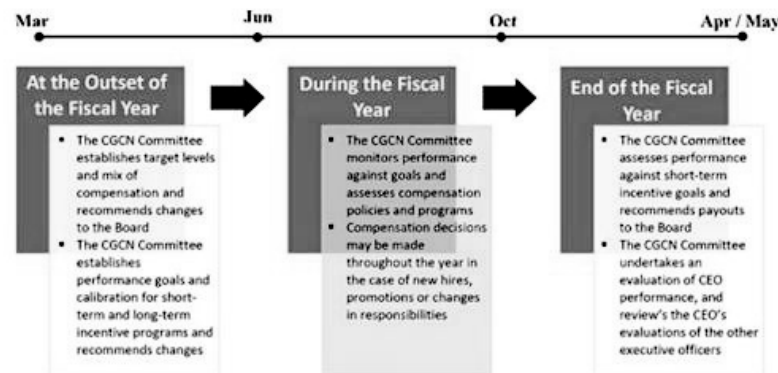 Mar
Jun
Oct
Apr / May
At the Outset of
the Fiscal Year
▪ The CGCN Committee
establishes target levels
and mix of
compensation and
recommends changes
to the Board
▪ The CGCN Committee
establishes
performance goals and
calibration for short-
term and long-term
incentive programs and
recommends changes
During the Fiscal
Year
▪ The CGCN Committee
monitors performance
against goals and
assesses compensation
policies and programs
▪ Compensation decisions
may be made
throughout the year in
the case of new hires,
promotions or changes
in responsibilities
End of the Fiscal
Year
▪ The CGCN Committee
assesses performance
against short-term
incentive goals and
recommends payouts
to the Board
▪ The CGCN Committee
undertakes an
evaluation of CEO
performance, and
review's the CEO's
evaluations of the other
executive officers